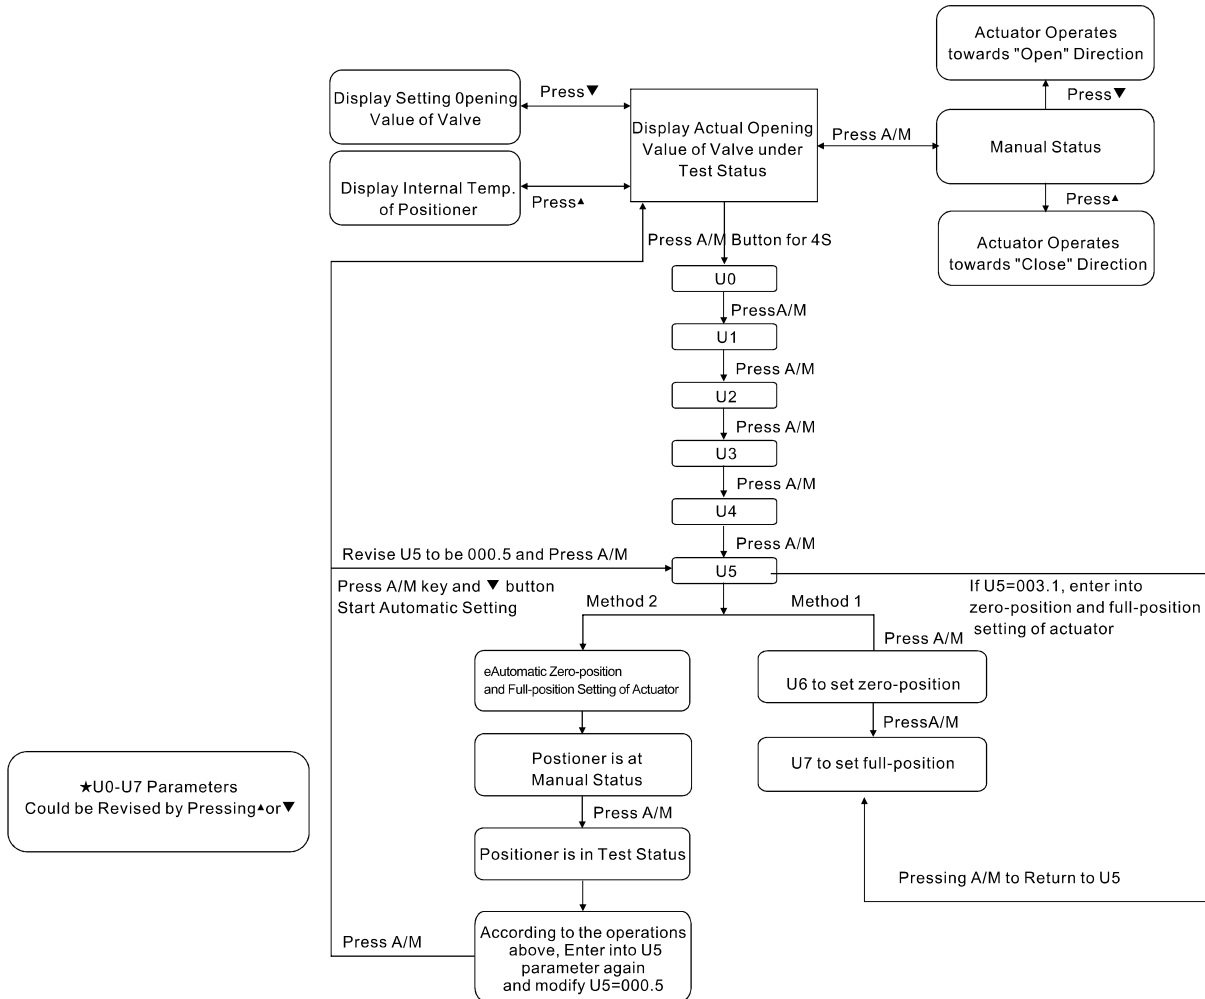 Actuator Operates
towards "Open" Direction
Press▼
Display Setting 0pening
Value of Valve
Press▼
Display Actual Opening
Value of Valve under
Test Status
Press A/M
Manual Status
Display Internal Temp.
of Positioner
Press▲
Press▲
Actuator Operates
towards "Close" Direction
Press A/M Button for 4S
U0
PressA/M
U1
Press A/M
U2
Press A/M
U3
Press A/M
U4
Press A/M
Revise U5 to be 000.5 and Press A/M
U5
Press A/M key and ▼ button
Start Automatic Setting
If U5=003.1, enter into
zero-position and full-position
setting of actuator
Method 2
Method 1
Press A/M
eAutomatic Zero-position
and Full-position Setting of Actuator
U6 to set zero-position
PressA/M
Postioner is at
Manual Status
U7 to set full-position
★U0-U7 Parameters
Could be Revised by Pressing▲or▼
Press A/M
Positioner is in Test Status
Pressing A/M to Return to U5
According to the operations
above, Enter into U5
parameter again
and modify U5=000.5
Press A/M